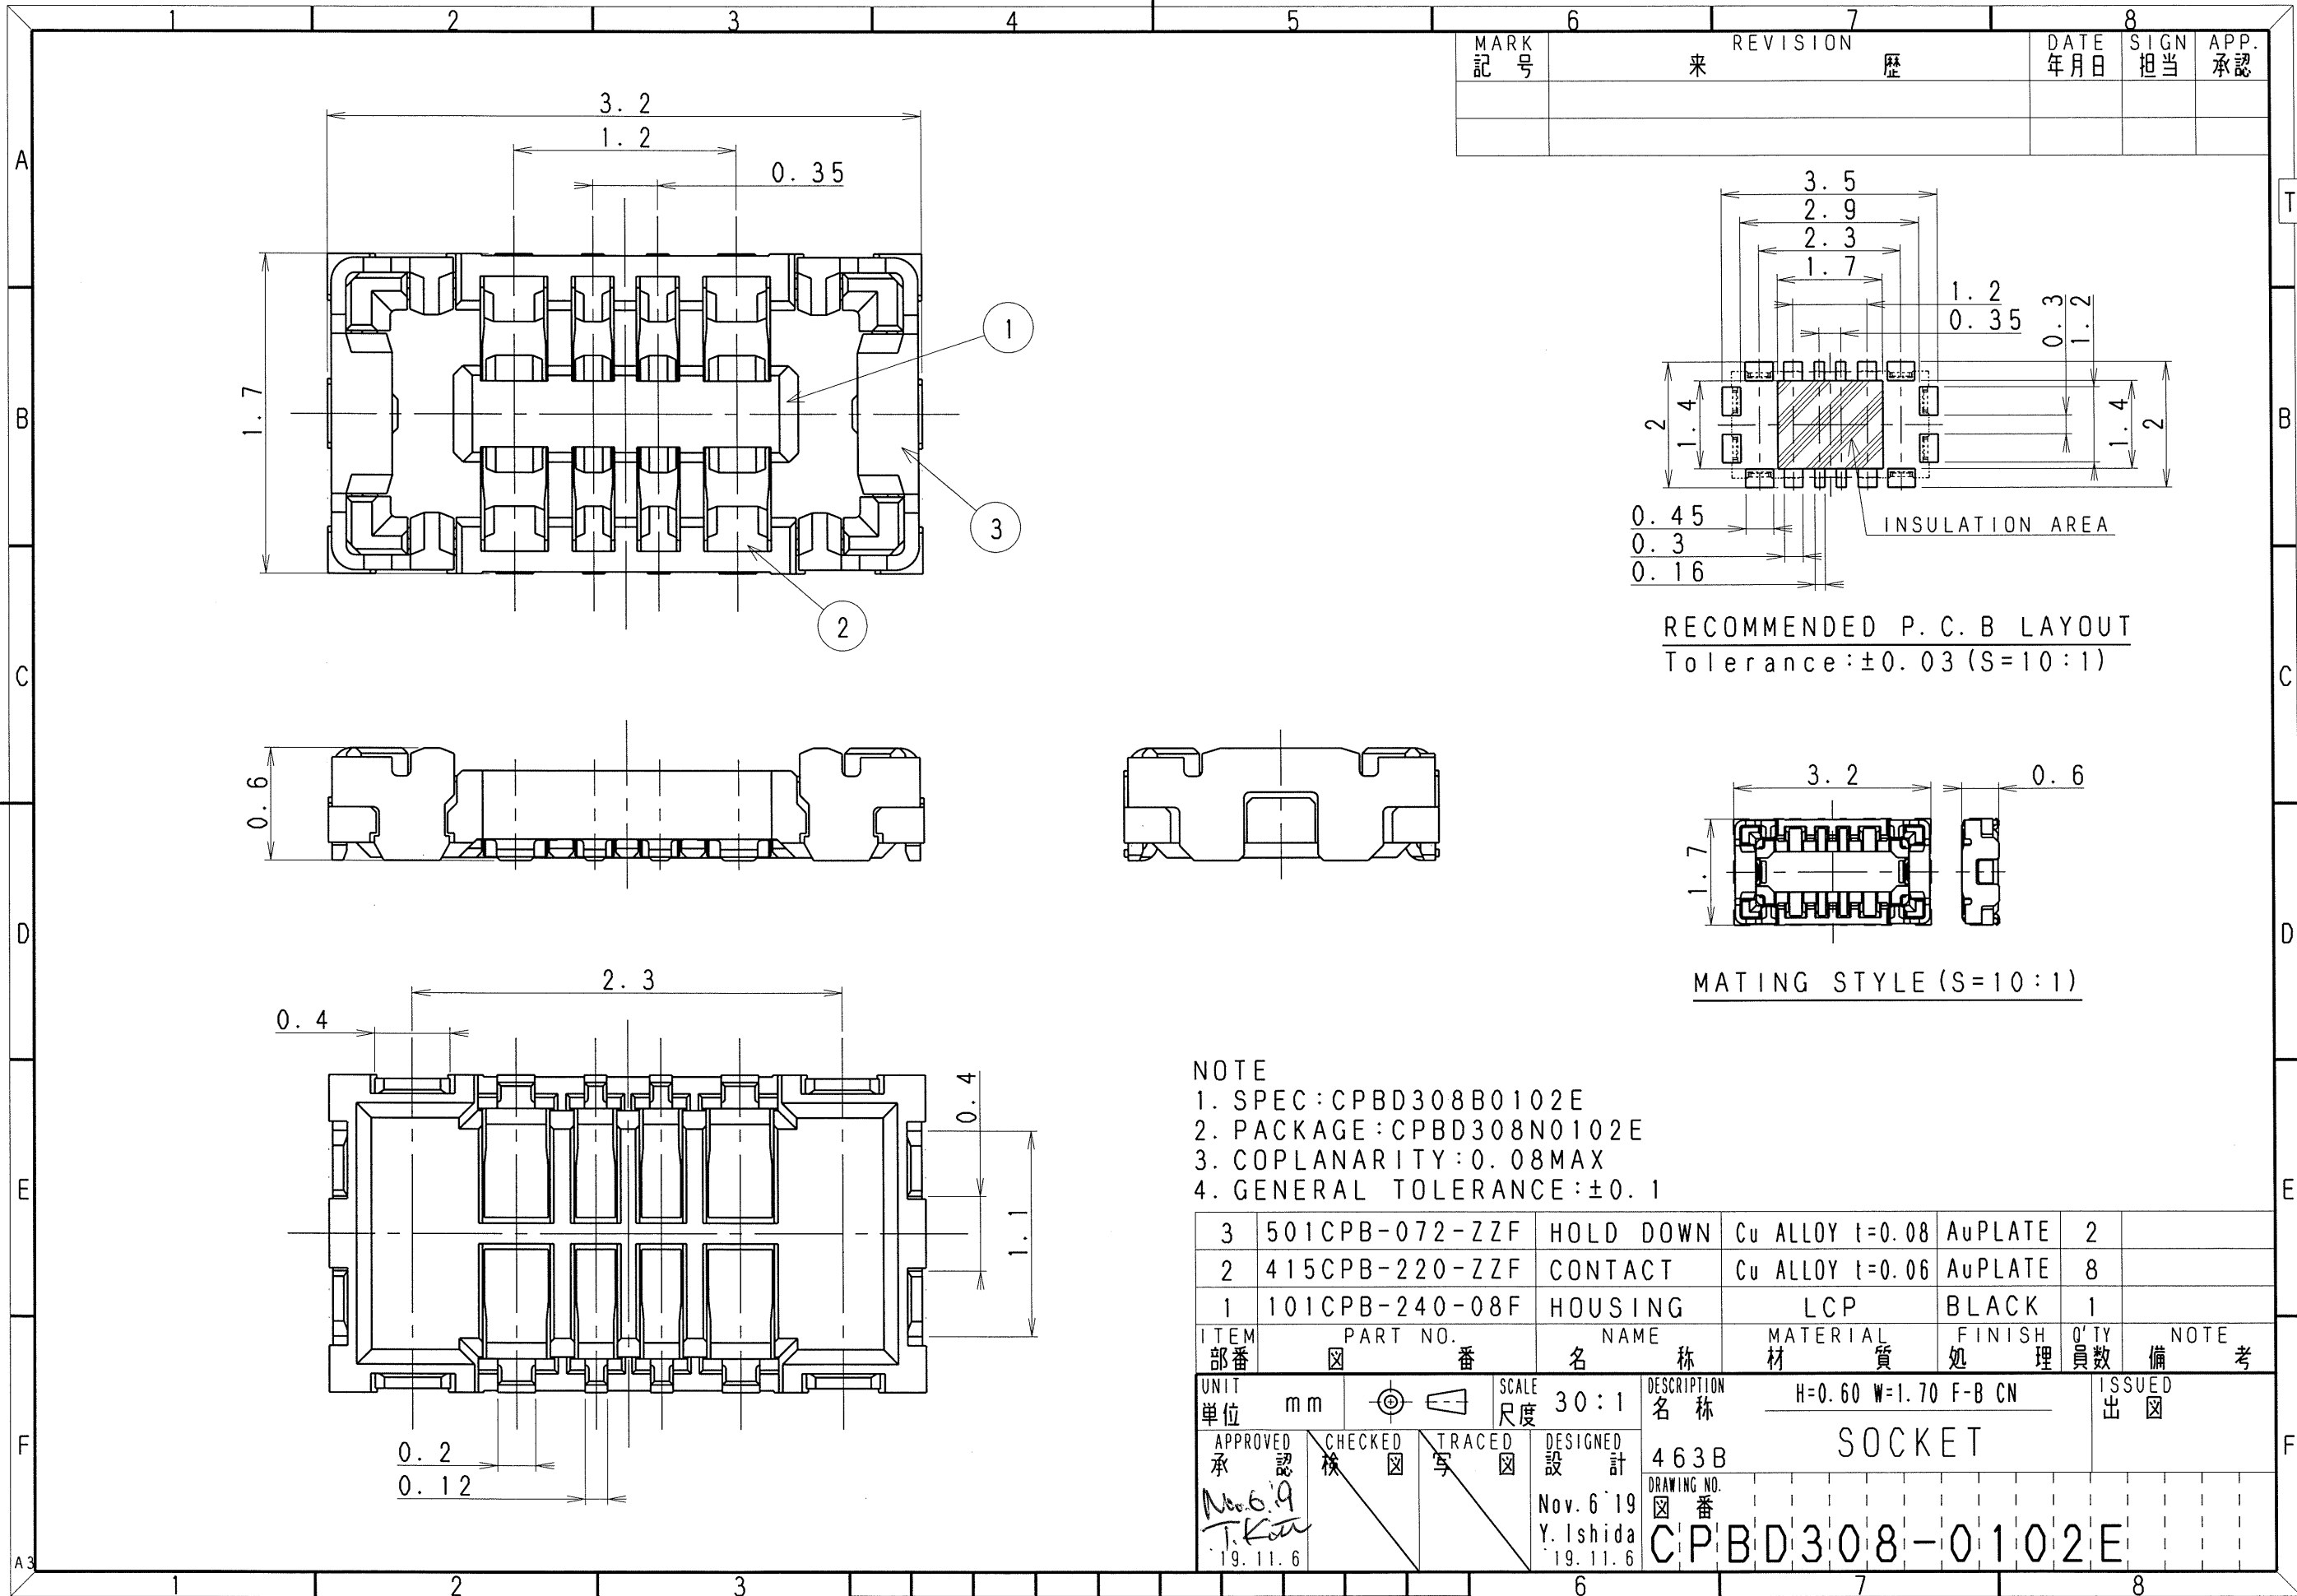 1 2 3 4 5 6 7 8
MARK REVISION DATE SIGN APP.
記号 来歴 年月日 担当 承認
A
B
C
D
E
F
A3
T
A
B
C
D
E
F
3.2
1.2
0.35
1.7
1
3
2
3.5
2.9
2.3
1.7
1.2
0.35
0.3
1.2
2
1.4
1.4
2
0.45
0.3
0.16
INSULATION AREA
RECOMMENDED P.C.B LAYOUT
Tolerance:±0.03(S=10:1)
0.6
3.2
0.6
1.7
MATING STYLE(S=10:1)
2.3
0.4
0.4
1.1
0.2
0.12
NOTE
1. SPEC:CPBD308B0102E
2. PACKAGE:CPBD308N0102E
3. COPLANARITY:0.08MAX
4. GENERAL TOLERANCE:±0.1
3 501CPB-072-ZZF HOLD DOWN Cu ALLOY t=0.08 AuPLATE 2
2 415CPB-220-ZZF CONTACT Cu ALLOY t=0.06 AuPLATE 8
1 101CPB-240-08F HOUSING LCP BLACK 1
ITEM PART NO. NAME MATERIAL FINISH Q'TY NOTE
部番 図番 名称 材質 処理 員数 備考
UNIT
単位 mm
SCALE
尺度 30:1
DESCRIPTION
名称
H=0.60 W=1.70 F-B CN
SOCKET
463B
ISSUED
出図
APPROVED CHECKED TRACED DESIGNED
承認 検図 写図 設計
'19.11.6
Nov.6'19
Y.Ishida
'19.11.6
DRAWING NO.
図番
CPBD308-0102E
1 2 3 6 7 8